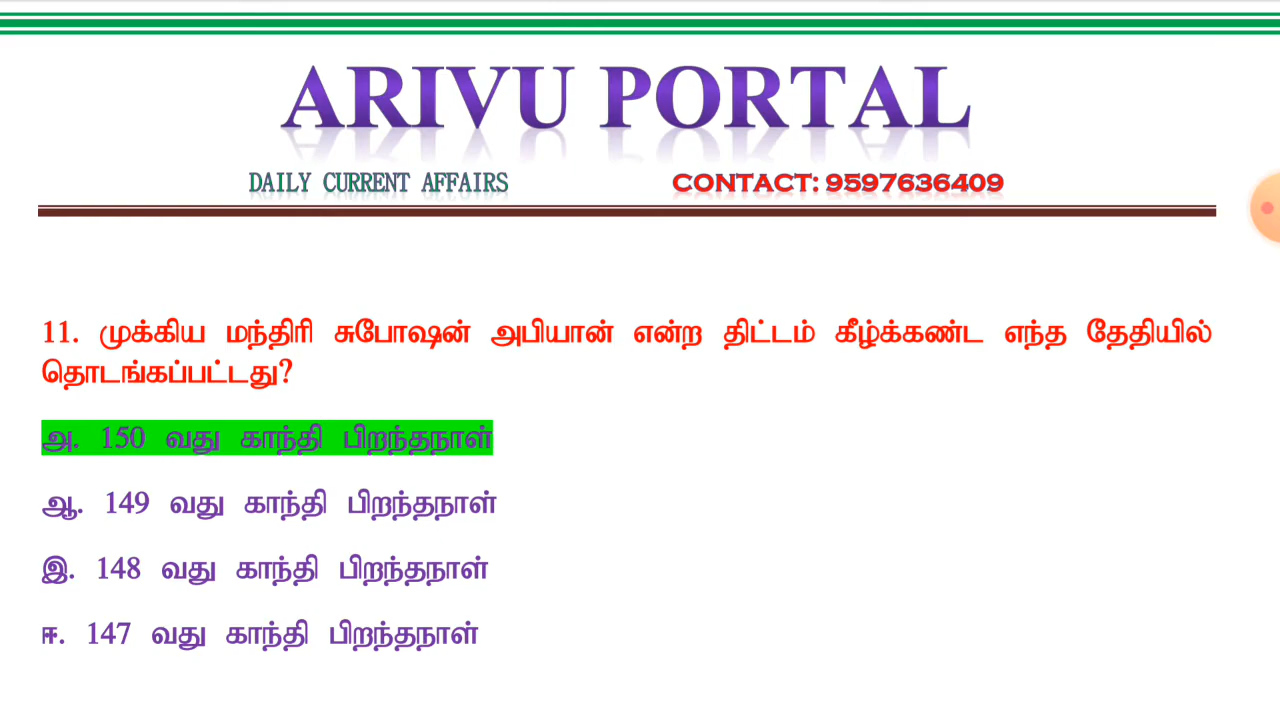 ARIVU PORTAL
DAILY CURRENT AFFAIRS CONTACT: 9597636409
11. முக்கிய மந்திரி சுபோஷன் அபியான் என்ற திட்டம் கீழ்க்கண்ட எந்த தேதியில்
தொடங்கப்பட்டது?
அ. 150 வது காந்தி பிறந்தநாள்
ஆ. 149 வது காந்தி பிறந்தநாள்
இ. 148 வது காந்தி பிறந்தநாள்
ஈ. 147 வது காந்தி பிறந்தநாள்